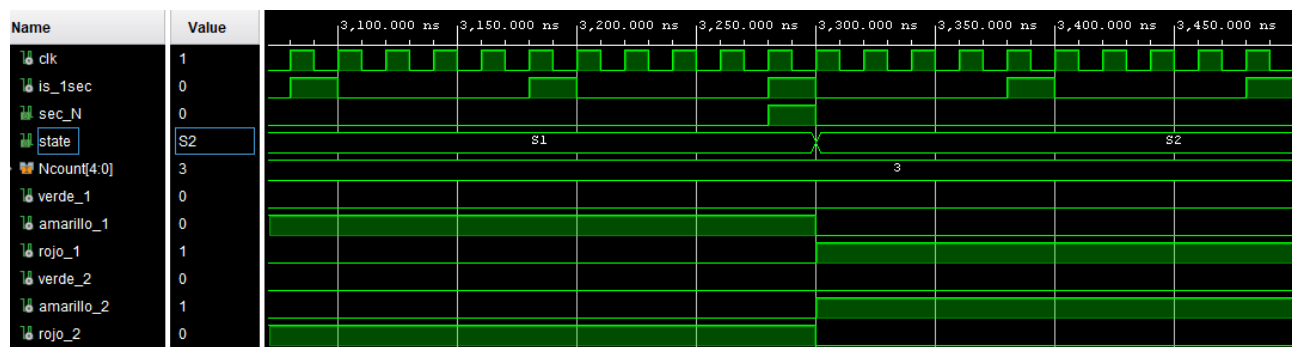 Name Value 3,100.000 ns 3,150.000 ns 3,200.000 ns 3,250.000 ns 3,300.000 ns 3,350.000 ns 3,400.000 ns 3,450.000 ns
clk 1
is_1sec 0
sec_N 0
state S2 S1 S2
Ncount[4:0] 3 3
verde_1 0
amarillo_1 0
rojo_1 1
verde_2 0
amarillo_2 1
rojo_2 0